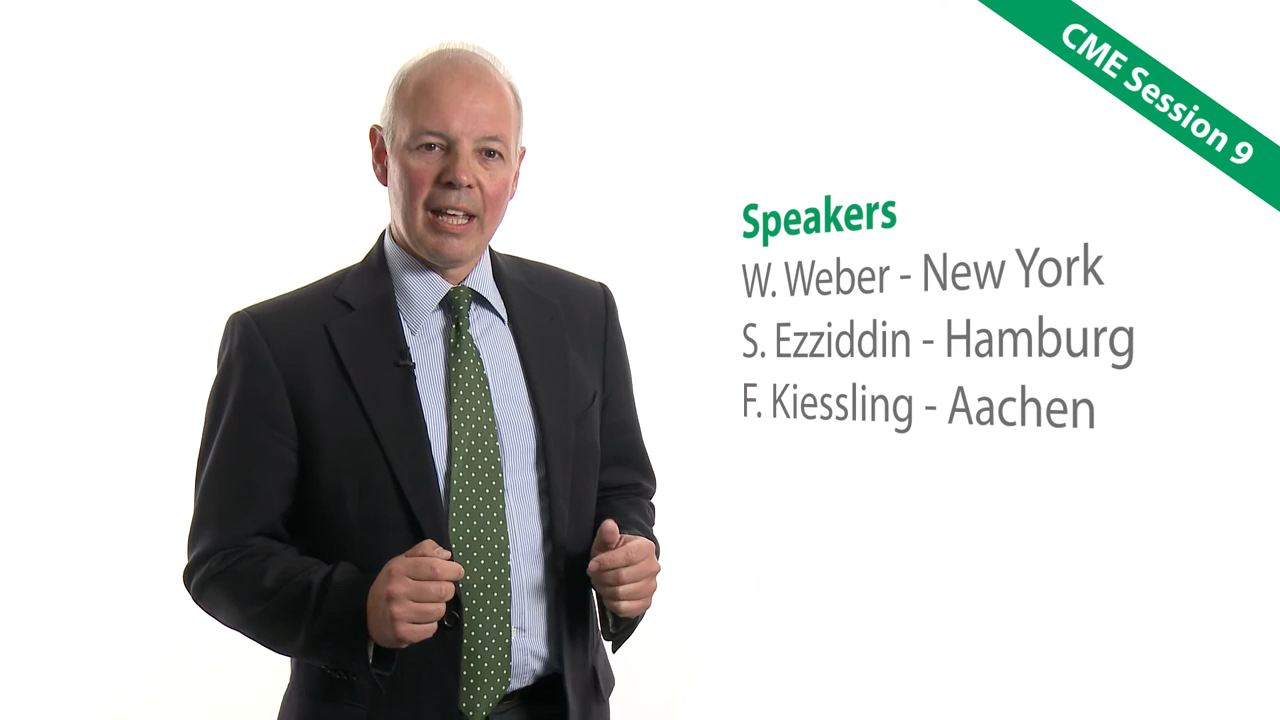 CME Session 9
Speakers
W. Weber - New York
S. Ezziddin - Hamburg
F. Kiessling - Aachen